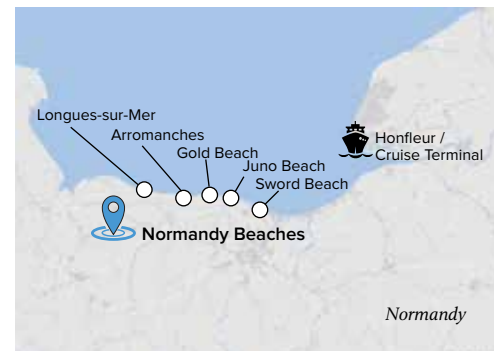 Longues-sur-Mer
Arromanches
Gold Beach
Juno Beach
Sword Beach
Honfleur /
Cruise Terminal
Normandy Beaches
Normandy